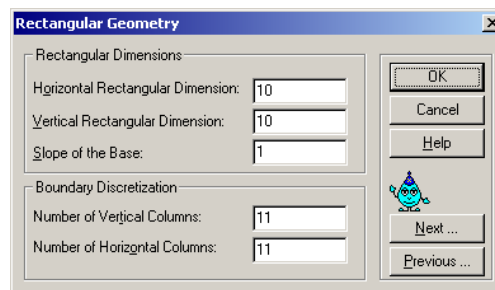 Rectangular Geometry
Rectangular Dimensions
Horizontal Rectangular Dimension: 10
Vertical Rectangular Dimension: 10
Slope of the Base: 1
Boundary Discretization
Number of Vertical Columns: 11
Number of Horizontal Columns: 11
OK
Cancel
Help
Next ...
Previous ...